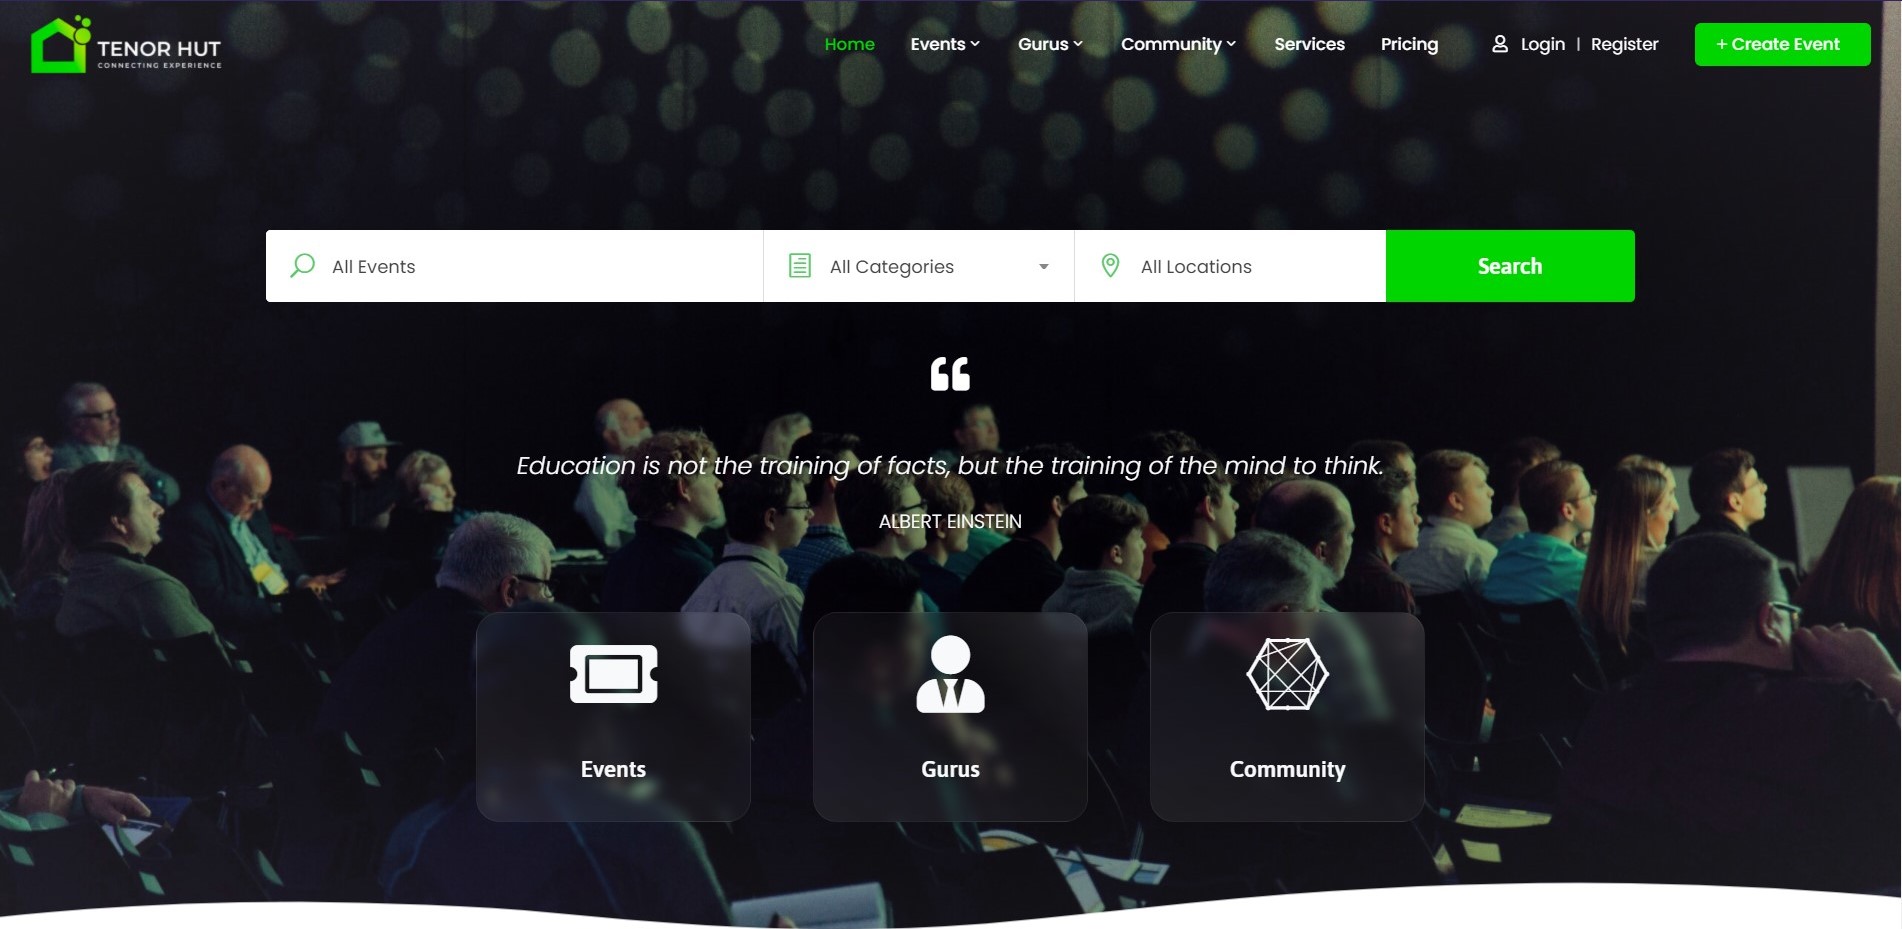 TENOR HUT
CONNECTING EXPERIENCE
Home Events Gurus Community Services Pricing Login | Register + Create Event
All Events All Categories All Locations Search
“
Education is not the training of facts, but the training of the mind to think.
ALBERT EINSTEIN
Events Gurus Community